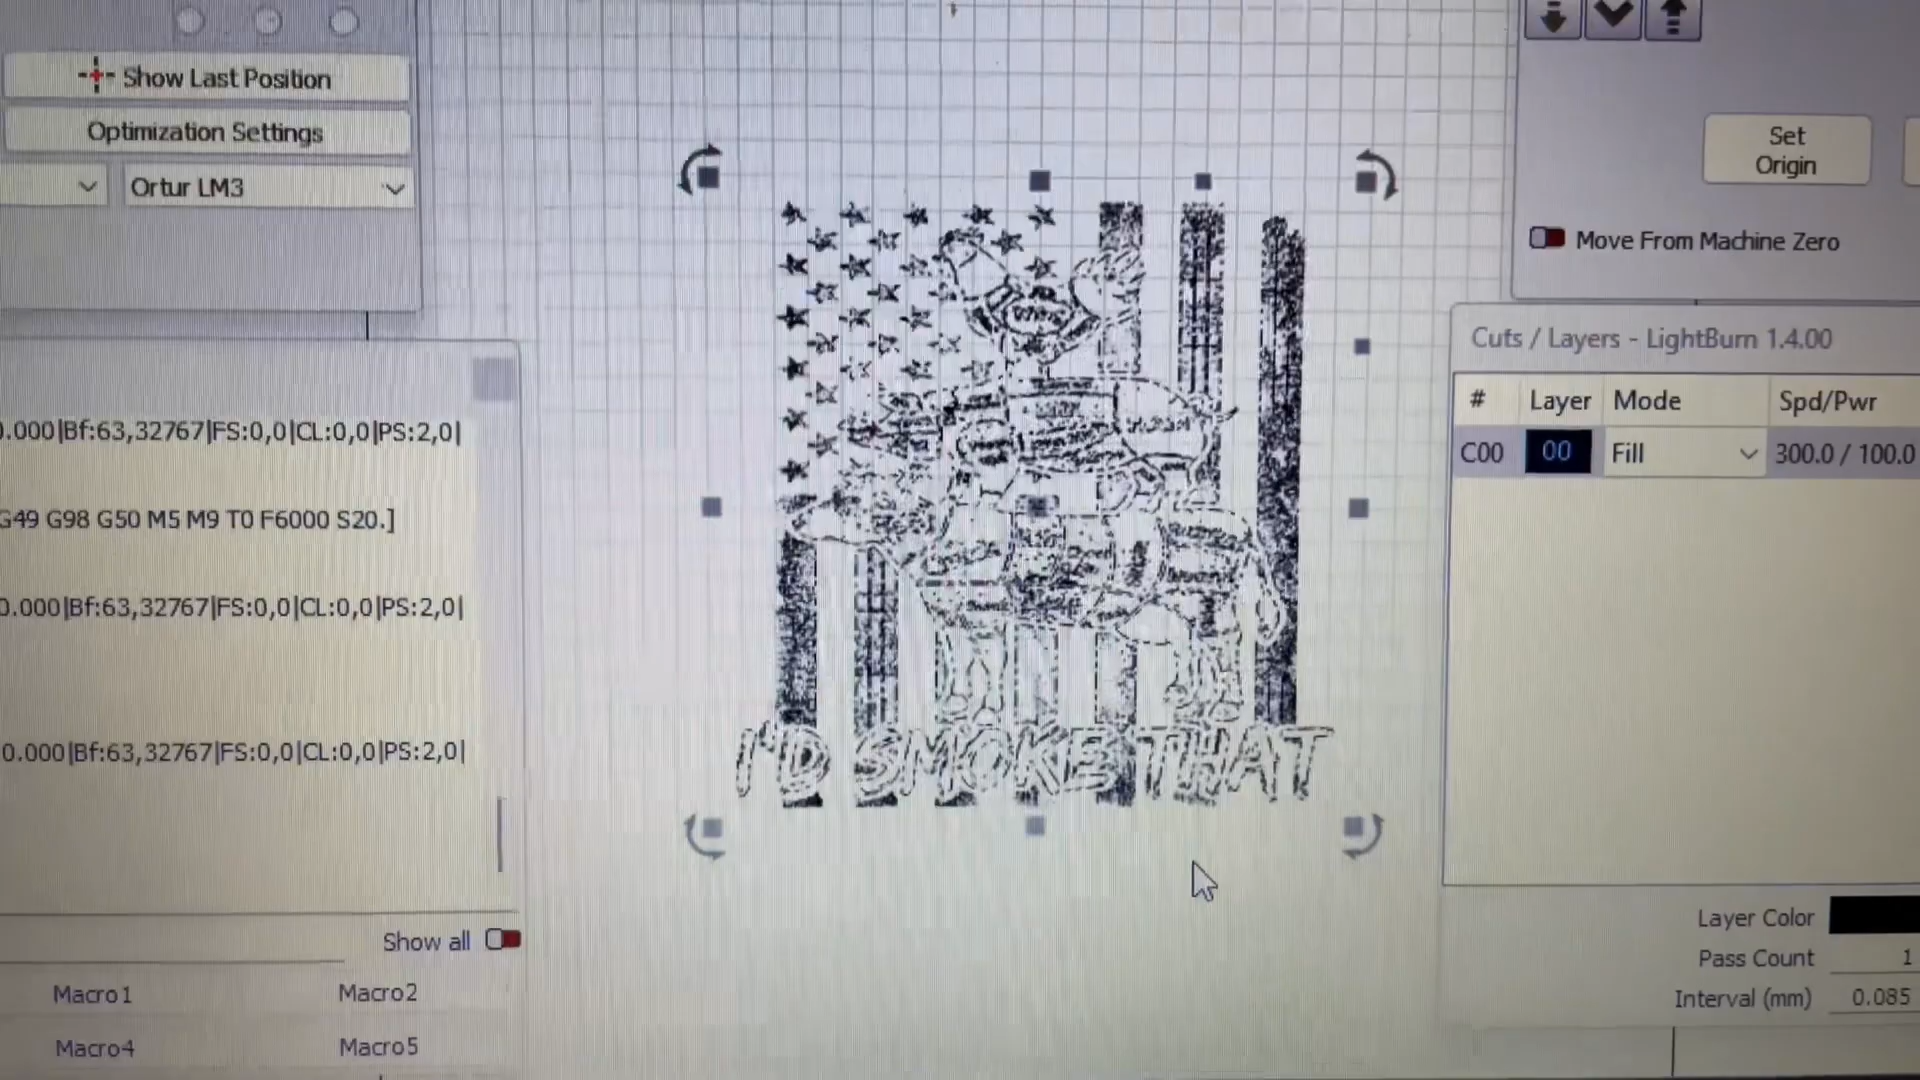 Show Last Position
Optimization Settings
Ortur LM3
0.000|Bf:63,32767|FS:0,0|CL:0,0|PS:2,0|
G49 G98 G50 M5 M9 T0 F6000 S20.]
0.000|Bf:63,32767|FS:0,0|CL:0,0|PS:2,0|
0.000|Bf:63,32767|FS:0,0|CL:0,0|PS:2,0|
Show all
Macro1 Macro2
Macro4 Macro5
I'D SMOKE THAT
Set
Origin
Move From Machine Zero
Cuts / Layers - LightBurn 1.4.00
# Layer Mode Spd/Pwr
C00 00 Fill 300.0 / 100.0
Layer Color
Pass Count 1
Interval (mm) 0.085